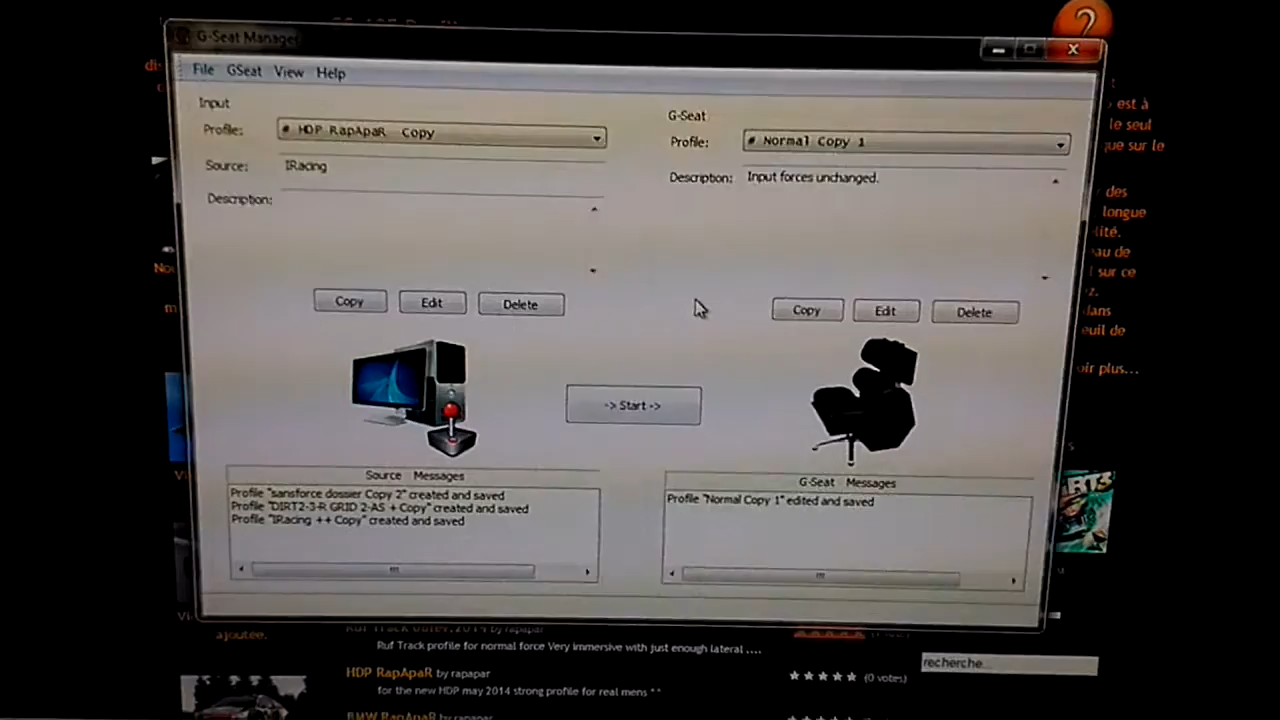 G-Seat Manager
File GSeat View Help
Input
Profile: # HDP RapApaR Copy
Source: IRacing
Description:
Copy Edit Delete
G-Seat
Profile: # Normal Copy 1
Description: Input forces unchanged.
Copy Edit Delete
-> Start ->
Source Messages
Profile "sansforce dossier Copy 2" created and saved
Profile "DIRT2-3-R GRID 2-AS + Copy" created and saved
Profile "IRacing ++ Copy" created and saved
G-Seat Messages
Profile "Normal Copy 1" edited and saved
?
est à
le seul
que sur le
des
longue
au de
sur ce
dans
euil de
oir plus...
ajoutée.
by rapapar
Ruf Track profile for normal force Very immersive with just enough lateral ....
HDP RapApaR by rapapar
(0 votes)
for the new HDP may 2014 strong profile for real mens ^^
BMW RapApaR by rapapar
recherche...